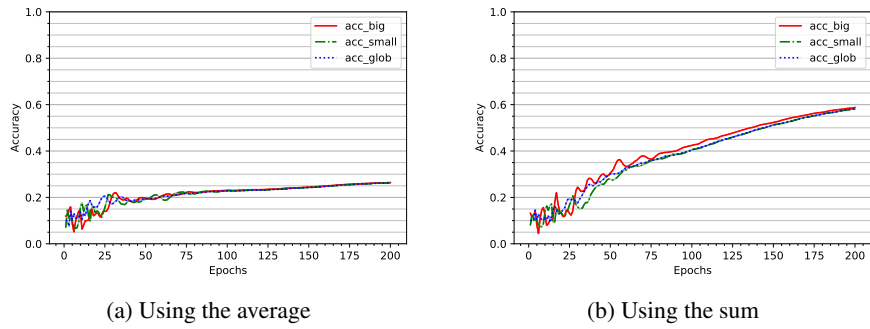 1.0
0.8
0.6
0.4
0.2
0.0
Accuracy
0 25 50 75 100 125 150 175 200
Epochs
acc_big
acc_small
acc_glob
(a) Using the average
1.0
0.8
0.6
0.4
0.2
0.0
Accuracy
0 25 50 75 100 125 150 175 200
Epochs
acc_big
acc_small
acc_glob
(b) Using the sum